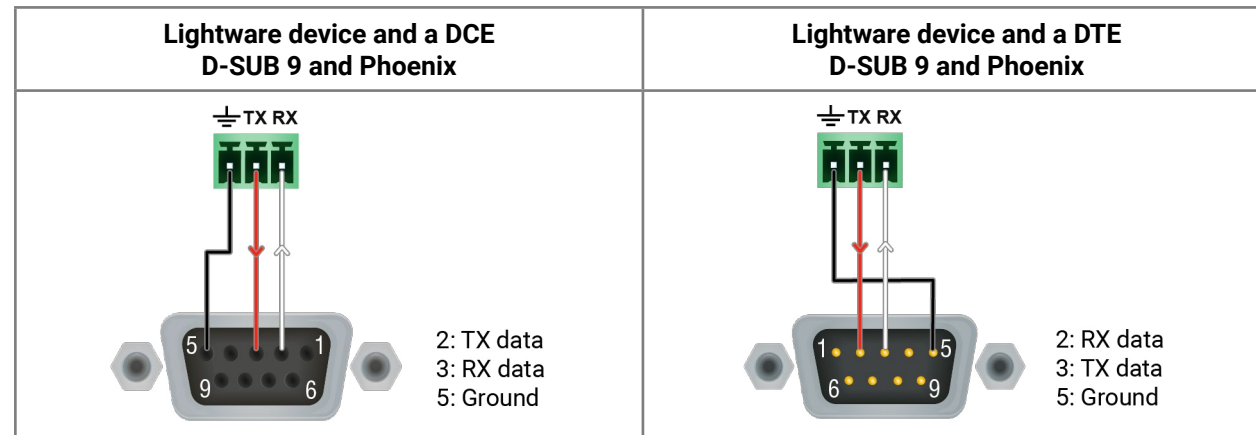 Lightware device and a DCE
D-SUB 9 and Phoenix
TX RX
5 1
9 6
2: TX data
3: RX data
5: Ground
Lightware device and a DTE
D-SUB 9 and Phoenix
TX RX
1 5
6 9
2: RX data
3: TX data
5: Ground